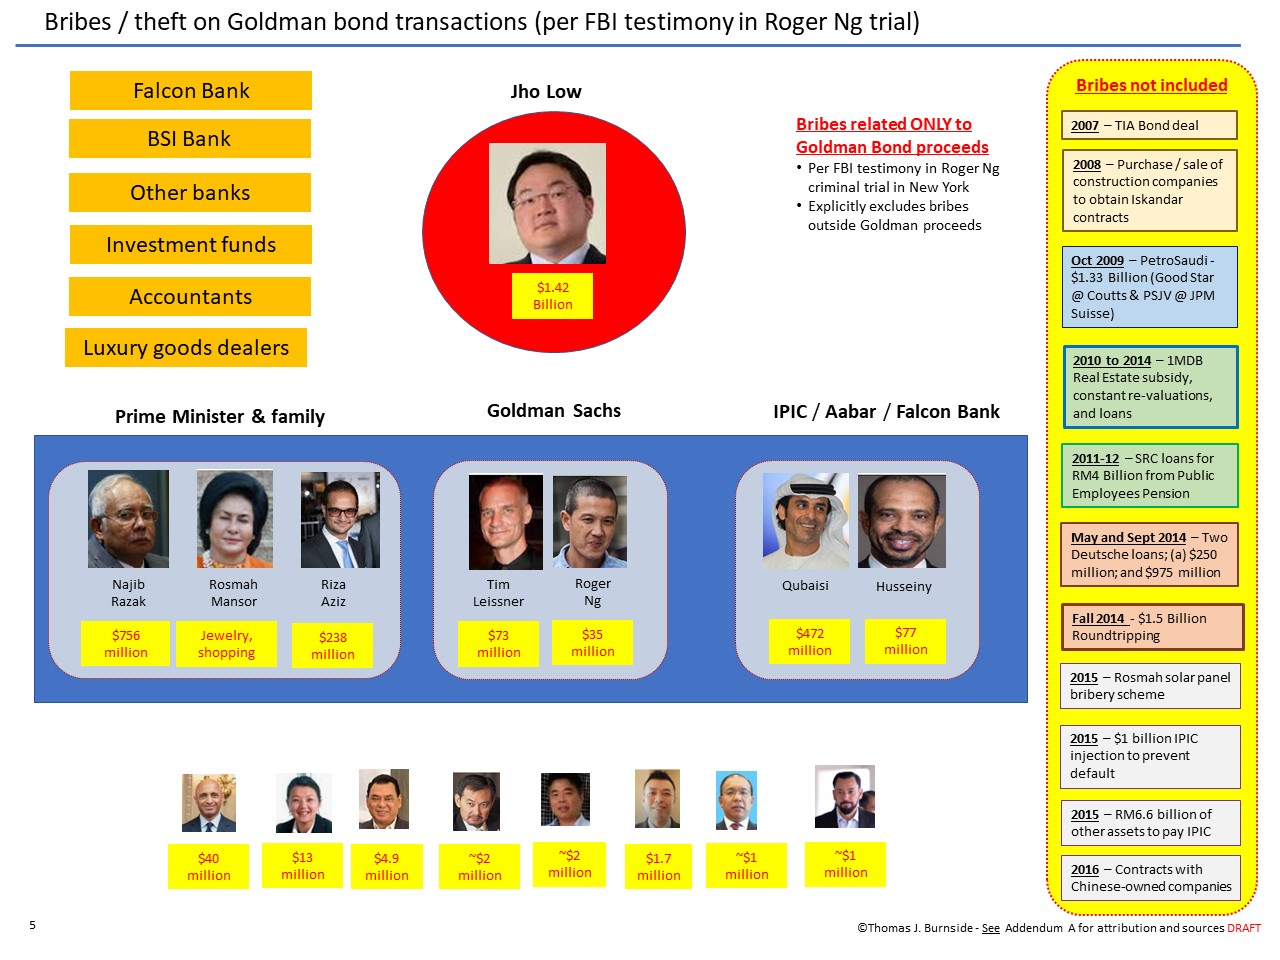 Bribes / theft on Goldman bond transactions (per FBI testimony in Roger Ng trial)
Falcon Bank
BSI Bank
Other banks
Investment funds
Accountants
Luxury goods dealers
Jho Low
$1.42
Billion
Bribes related ONLY to
Goldman Bond proceeds
• Per FBI testimony in Roger Ng
criminal trial in New York
• Explicitly excludes bribes
outside Goldman proceeds
Prime Minister & family
Goldman Sachs
IPIC / Aabar / Falcon Bank
Najib
Razak
Rosmah
Mansor
Riza
Aziz
Tim
Leissner
Roger
Ng
Qubaisi
Husseiny
$756
million
Jewelry,
shopping
$238
million
$73
million
$35
million
$472
million
$77
million
$40
million
$13
million
$4.9
million
~$2
million
~$2
million
$1.7
million
~$1
million
~$1
million
Bribes not included
2007 – TIA Bond deal
2008 – Purchase / sale of
construction companies
to obtain Iskandar
contracts
Oct 2009 – PetroSaudi -
$1.33 Billion (Good Star
@ Coutts & PSJV @ JPM
Suisse)
2010 to 2014 – 1MDB
Real Estate subsidy,
constant re-valuations,
and loans
2011-12 – SRC loans for
RM4 Billion from Public
Employees Pension
May and Sept 2014 – Two
Deutsche loans; (a) $250
million; and $975 million
Fall 2014 - $1.5 Billion
Roundtripping
2015 – Rosmah solar panel
bribery scheme
2015 – $1 billion IPIC
injection to prevent
default
2015 – RM6.6 billion of
other assets to pay IPIC
2016 – Contracts with
Chinese-owned companies
5
©Thomas J. Burnside - See Addendum A for attribution and sources DRAFT